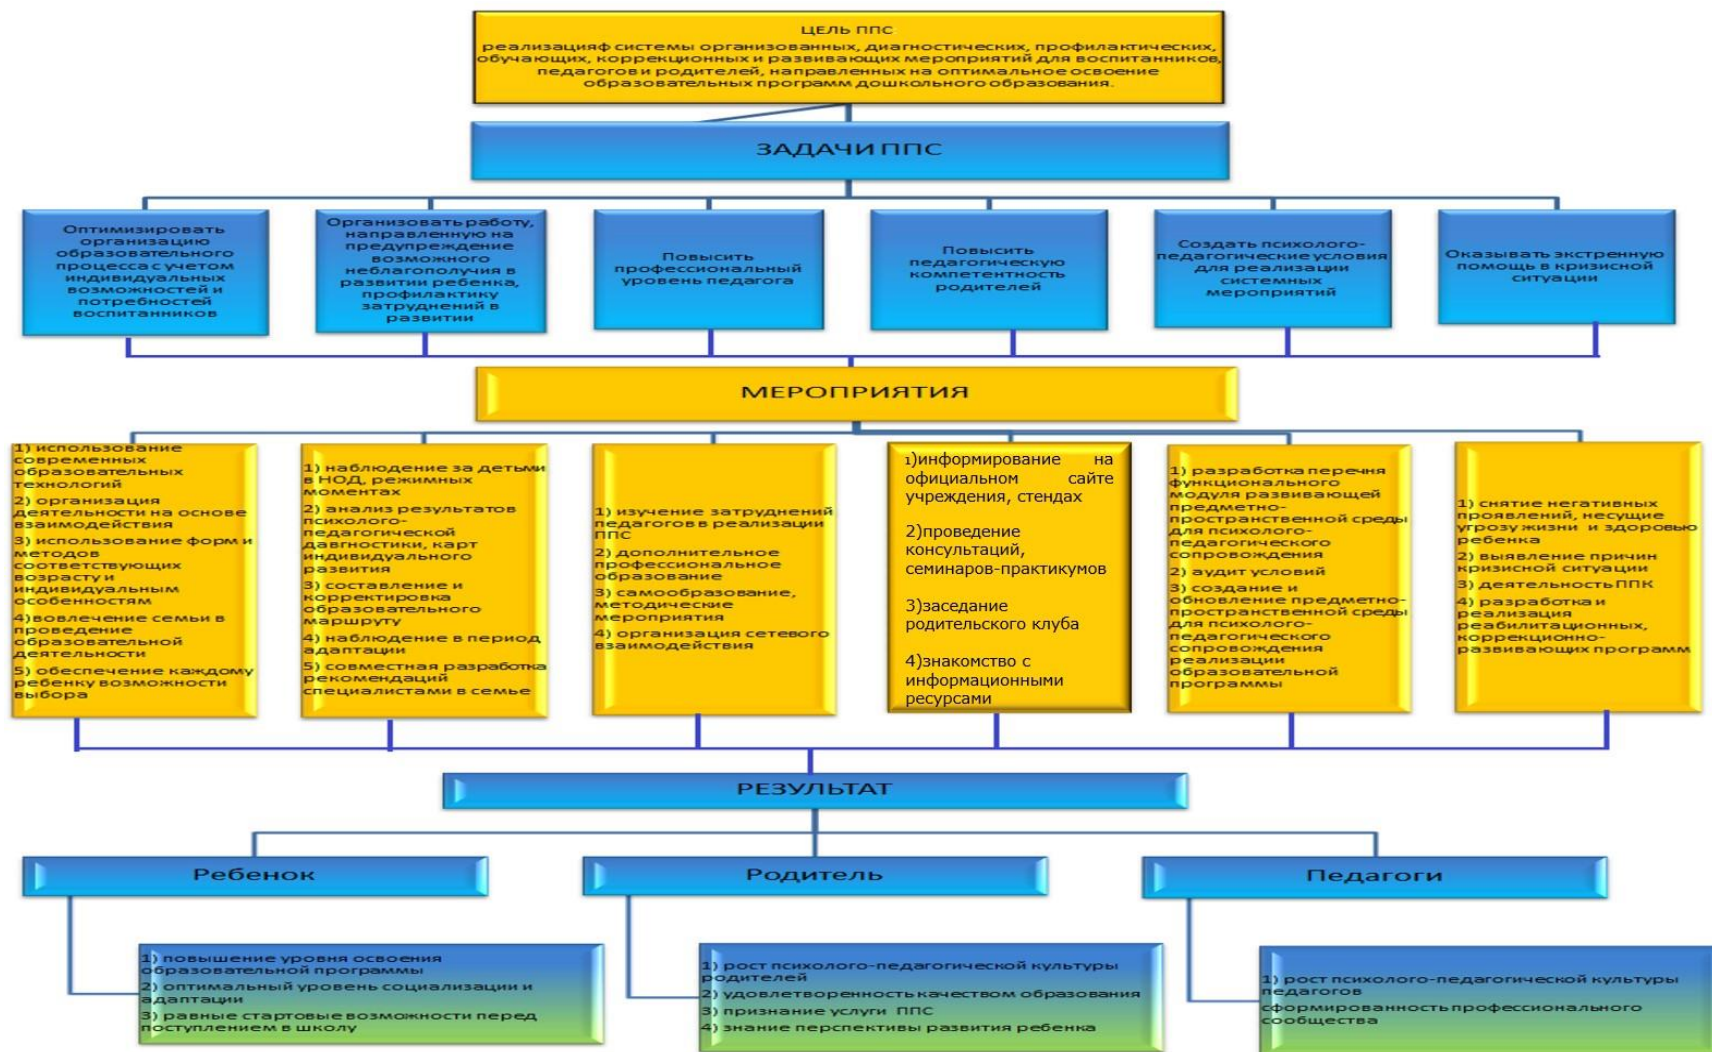 ЦЕЛЬ ППС
реализацияф системы организованных, диагностических, профилактических,
обучающих, коррекционных и развивающих мероприятий для воспитанников,
педагогов и родителей, направленных на оптимальное освоение
образовательных программ дошкольного образования.
ЗАДАЧИ ППС
Оптимизировать
организацию
образовательного
процесса с учетом
индивидуальных
возможностей и
потребностей
воспитанников
Организовать работу,
направленную на
предупреждение
возможного
неблагополучия в
развитии ребенка,
профилактику
затруднений в
развитии
Повысить
профессиональный
уровень педагога
Повысить
педагогическую
компетентность
родителей
Создать психолого-
педагогические условия
для реализации
системных
мероприятий
Оказывать экстренную
помощь в кризисной
ситуации
МЕРОПРИЯТИЯ
1) использование
современных
образовательных
технологий
2) организация
деятельности на основе
взаимодействия
3) использование форм и
методов
соответствующих
возрасту и
индивидуальным
особенностям
4)вовлечение семьи в
проведение
образовательной
деятельности
5) обеспечение каждому
ребенку возможности
выбора
1) наблюдение за детьми
в НОД, режимных
моментах
2) анализ результатов
психолого-
педагогической
давгностики, карт
индивидуального
развития
3) составление и
корректировка
образовательного
маршруту
4) наблюдение в период
адаптации
5) совместная разработка
рекомендаций
специалистами в семье
1) изучение затруднений
педагогов в реализации
ППС
2) дополнительное
профессиональное
образование
3) самообразование,
методические
мероприятия
4) организация сетевого
взаимодействия
1)информирование на
официальном сайте
учреждения, стендах
2)проведение
консультаций,
семинаров-практикумов
3)заседание
родительского клуба
4)знакомство с
информационными
ресурсами
1) разработка перечня
функционального
модуля развивающей
предметно-
пространственной среды
для психолого-
педагогического
сопровождения
2) аудит условий
3) создание и
обновление предметно-
пространственной среды
для психолого-
педагогического
сопровождения
реализации
образовательной
программы
1) снятие негативных
проявлений, несущие
угрозу жизни и здоровью
ребенка
2) выявление причин
кризисной ситуации
3) деятельность ППК
4) разработка и
реализация
реабилитационных,
коррекционно-
развивающих программ
РЕЗУЛЬТАТ
Ребенок
Родитель
Педагоги
1) повышение уровня освоения
образовательной программы
2) оптимальный уровень социализации и
адаптации
3) равные стартовые возможности перед
поступлением в школу
1) рост психолого-педагогической культуры
родителей
2) удовлетворенность качеством образования
3) признание услуги ППС
4) знание перспективы развития ребенка
1) рост психолого-педагогической культуры
педагогов
сформированность профессионального
сообщества